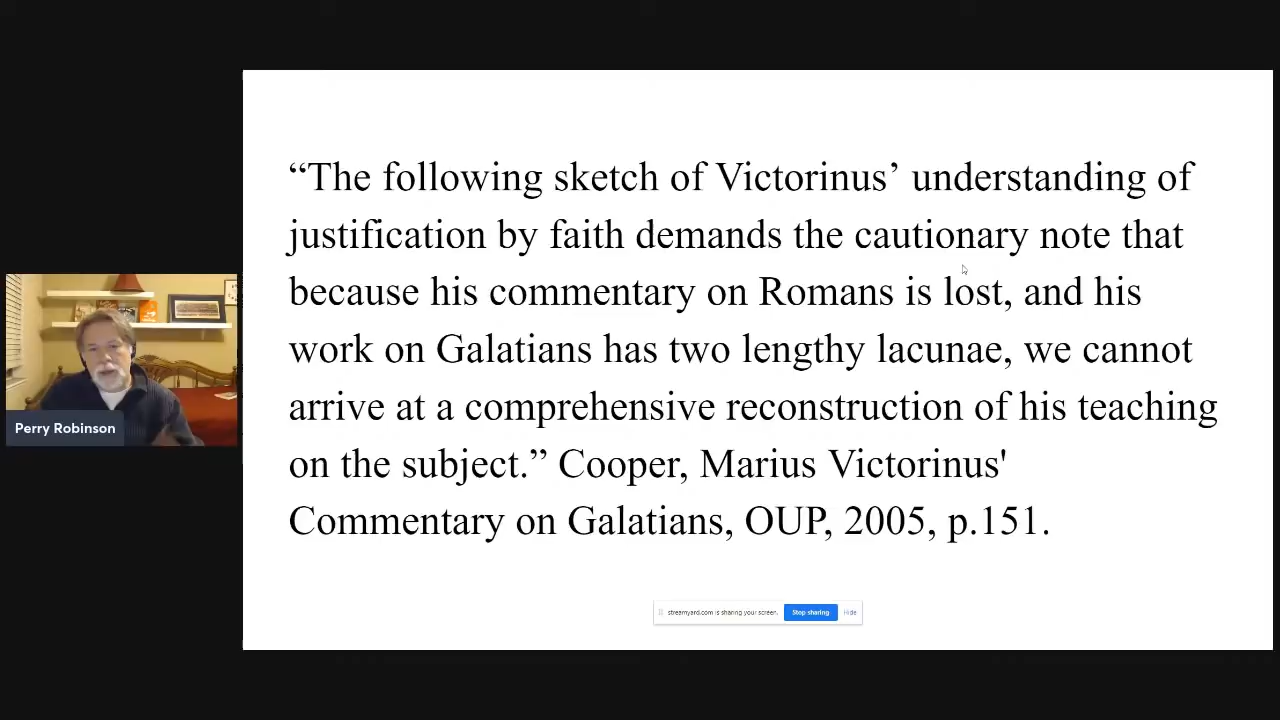 “The following sketch of Victorinus’ understanding of
justification by faith demands the cautionary note that
because his commentary on Romans is lost, and his
work on Galatians has two lengthy lacunae, we cannot
arrive at a comprehensive reconstruction of his teaching
on the subject.” Cooper, Marius Victorinus'
Commentary on Galatians, OUP, 2005, p.151.
Perry Robinson
streamyard.com is sharing your screen. Stop sharing Hide